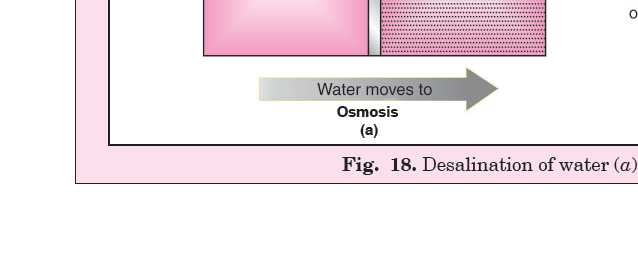 Water moves to
Osmosis
(a)
Fig. 18. Desalination of water (a)